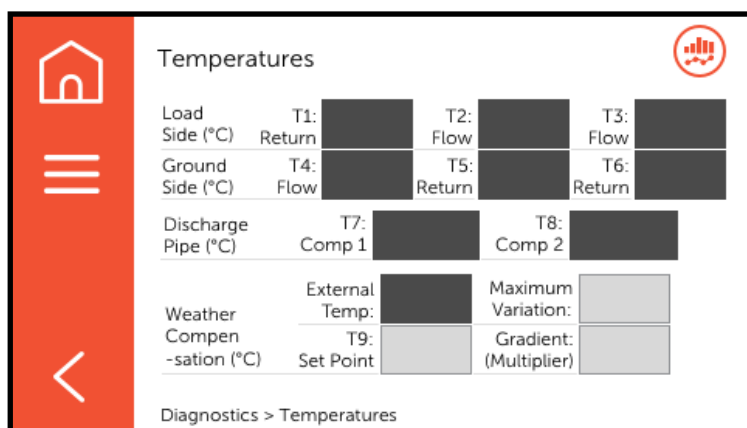 Temperatures
Load
Side (°C)
T1:
Return
T2:
Flow
T3:
Flow
Ground
Side (°C)
T4:
Flow
T5:
Return
T6:
Return
Discharge
Pipe (°C)
T7:
Comp 1
T8:
Comp 2
Weather
Compen
-sation (°C)
External
Temp:
Maximum
Variation:
T9:
Set Point
Gradient:
(Multiplier)
Diagnostics > Temperatures